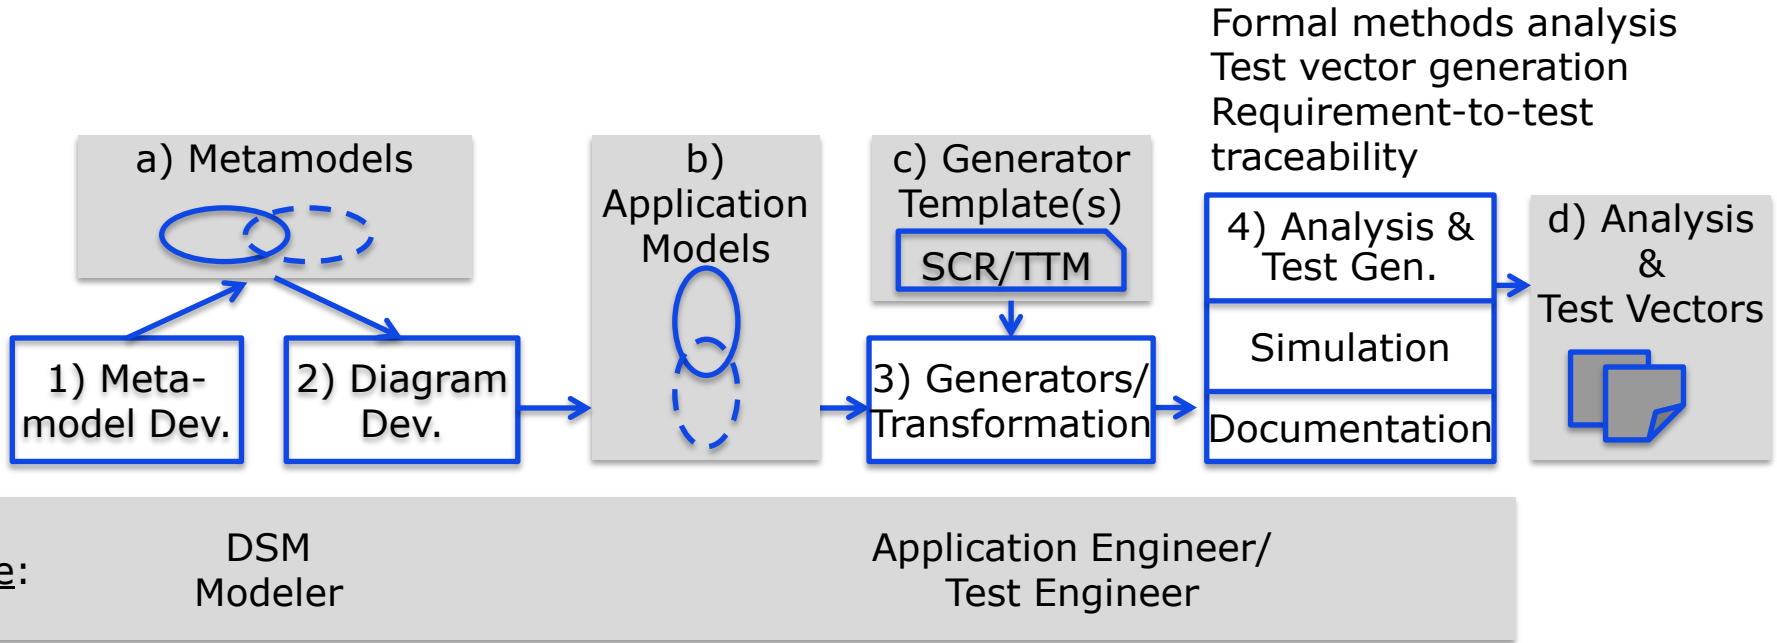 Formal methods analysis
Test vector generation
Requirement-to-test
traceability
a) Metamodels
b)
Application
Models
c) Generator
Template(s)
SCR/TTM
4) Analysis &
Test Gen.
Simulation
Documentation
d) Analysis
&
Test Vectors
1) Meta-
model Dev.
2) Diagram
Dev.
3) Generators/
Transformation
e:
DSM
Modeler
Application Engineer/
Test Engineer